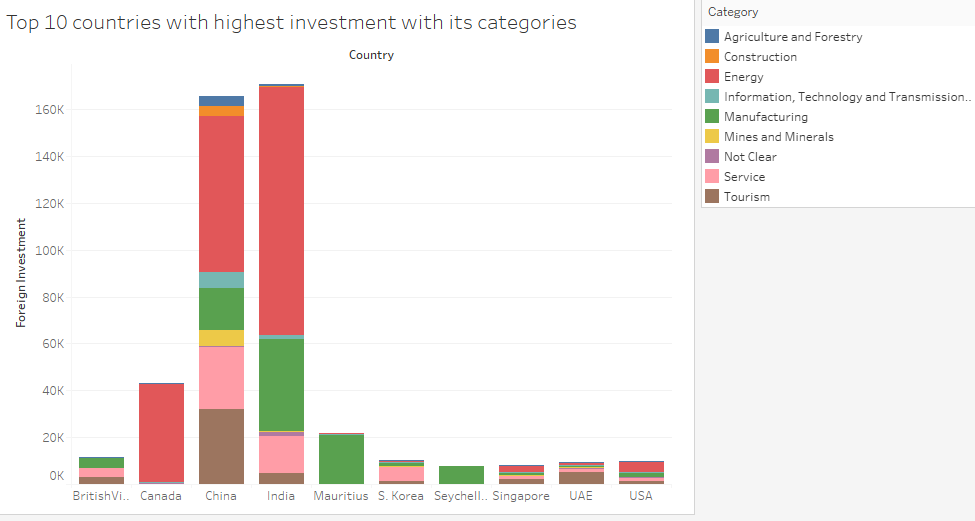 Top 10 countries with highest investment with its categories
Country
Foreign Investment
160K
140K
120K
100K
80K
60K
40K
20K
0K
BritishVi.. Canada China India Mauritius S. Korea Seychell.. Singapore UAE USA
Category
Agriculture and Forestry
Construction
Energy
Information, Technology and Transmission..
Manufacturing
Mines and Minerals
Not Clear
Service
Tourism